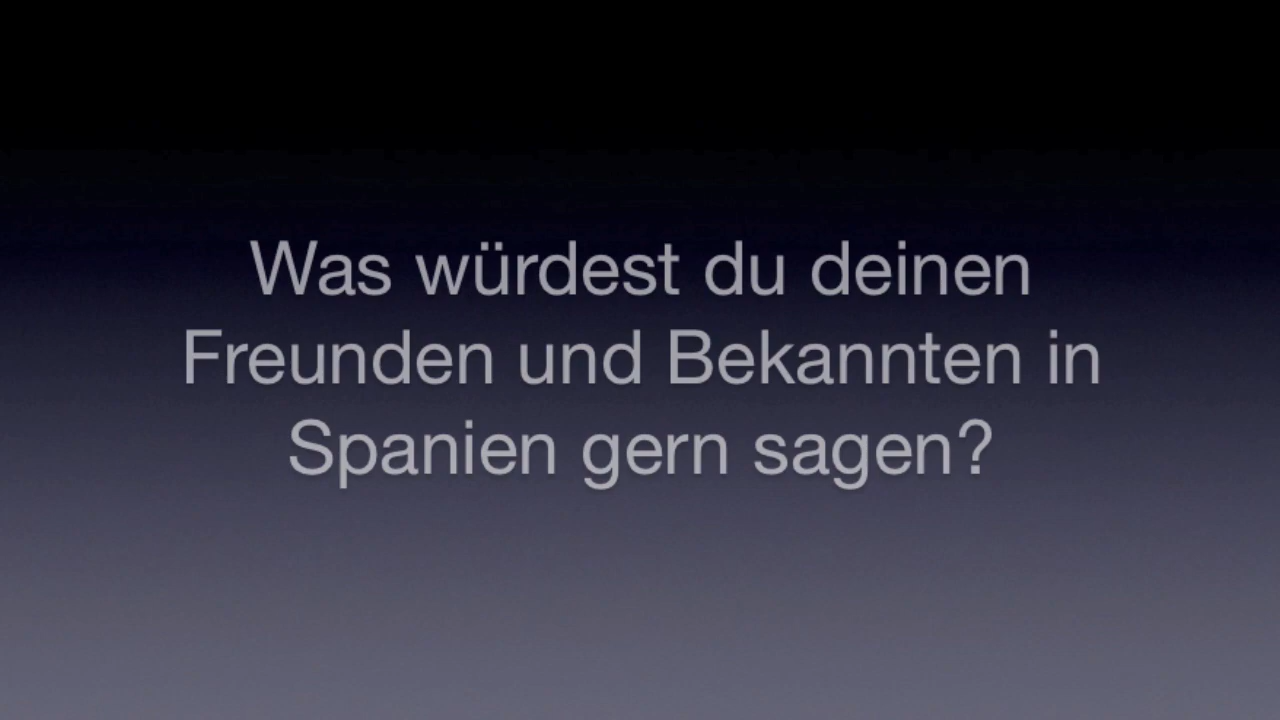 Was würdest du deinen
Freunden und Bekannten in
Spanien gern sagen?